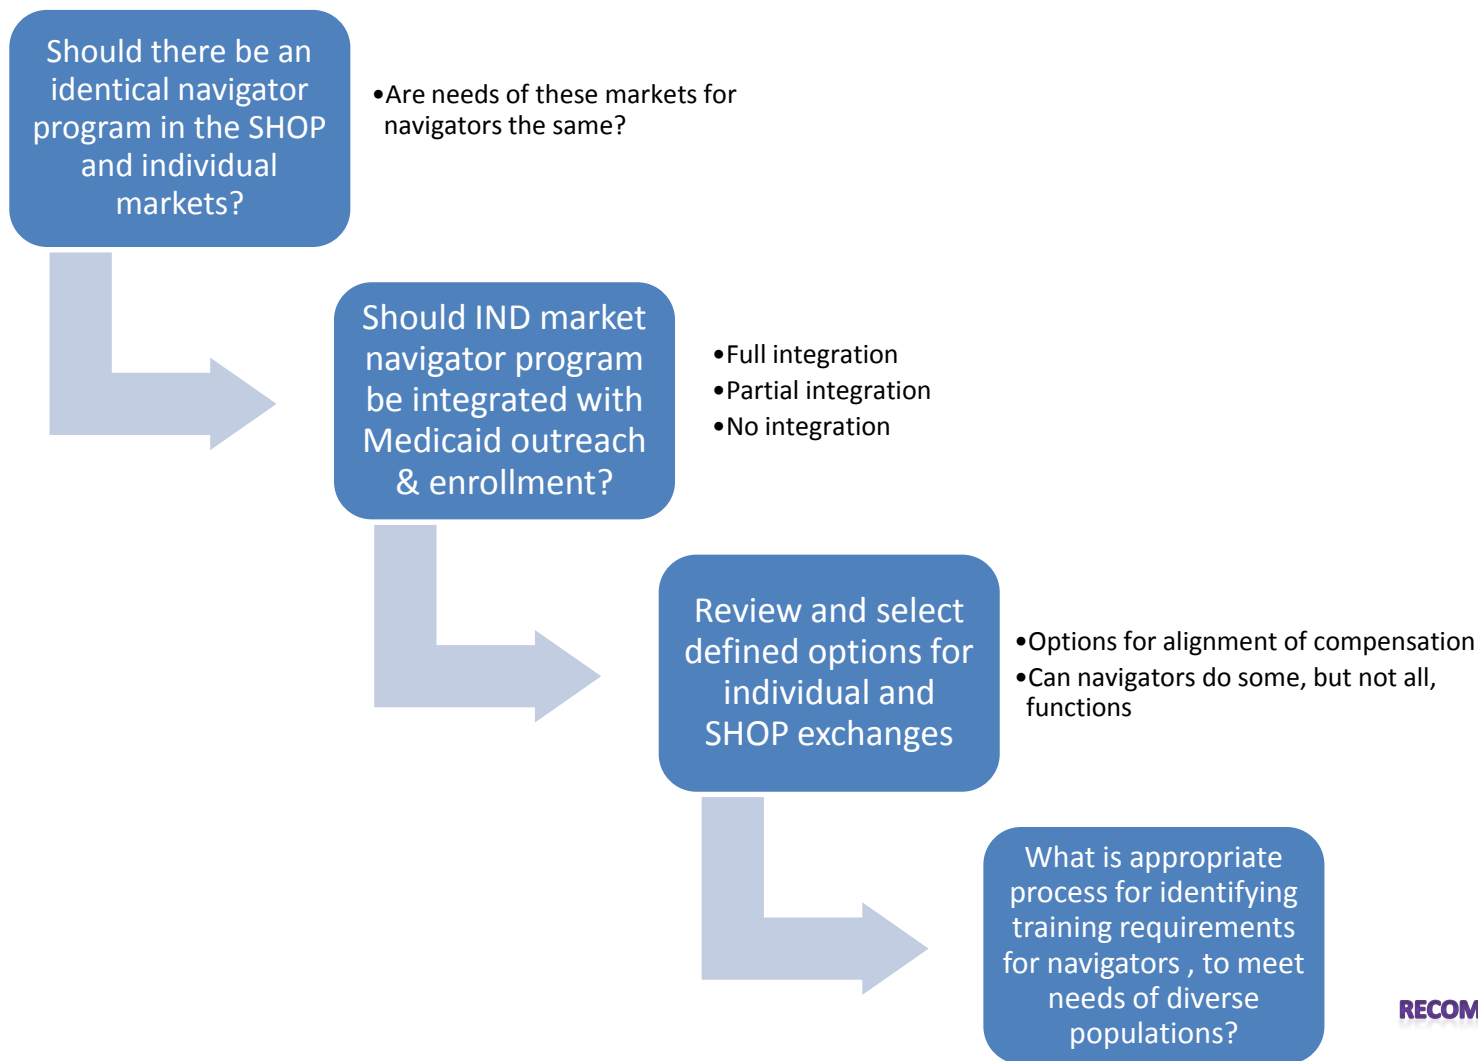 Should there be an
identical navigator
program in the SHOP
and individual
markets?
•Are needs of these markets for
navigators the same?
Should IND market
navigator program
be integrated with
Medicaid outreach
& enrollment?
•Full integration
•Partial integration
•No integration
Review and select
defined options for
individual and
SHOP exchanges
•Options for alignment of compensation
•Can navigators do some, but not all,
functions
What is appropriate
process for identifying
training requirements
for navigators , to meet
needs of diverse
populations?
RECOM